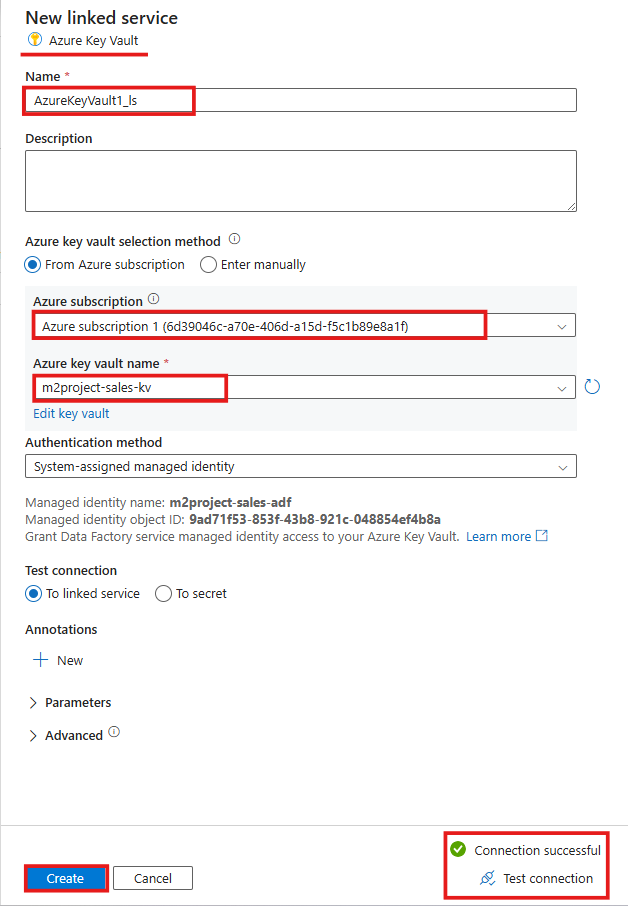 New linked service
Azure Key Vault
Name *
AzureKeyVault1_ls
Description
Azure key vault selection method
From Azure subscription Enter manually
Azure subscription
Azure subscription 1 (6d39046c-a70e-406d-a15d-f5c1b89e8a1f)
Azure key vault name *
m2project-sales-kv
Edit key vault
Authentication method
System-assigned managed identity
Managed identity name: m2project-sales-adf
Managed identity object ID: 9ad71f53-853f-43b8-921c-048854ef4b8a
Grant Data Factory service managed identity access to your Azure Key Vault. Learn more
Test connection
To linked service To secret
Annotations
New
Parameters
Advanced
Connection successful
Create Cancel Test connection